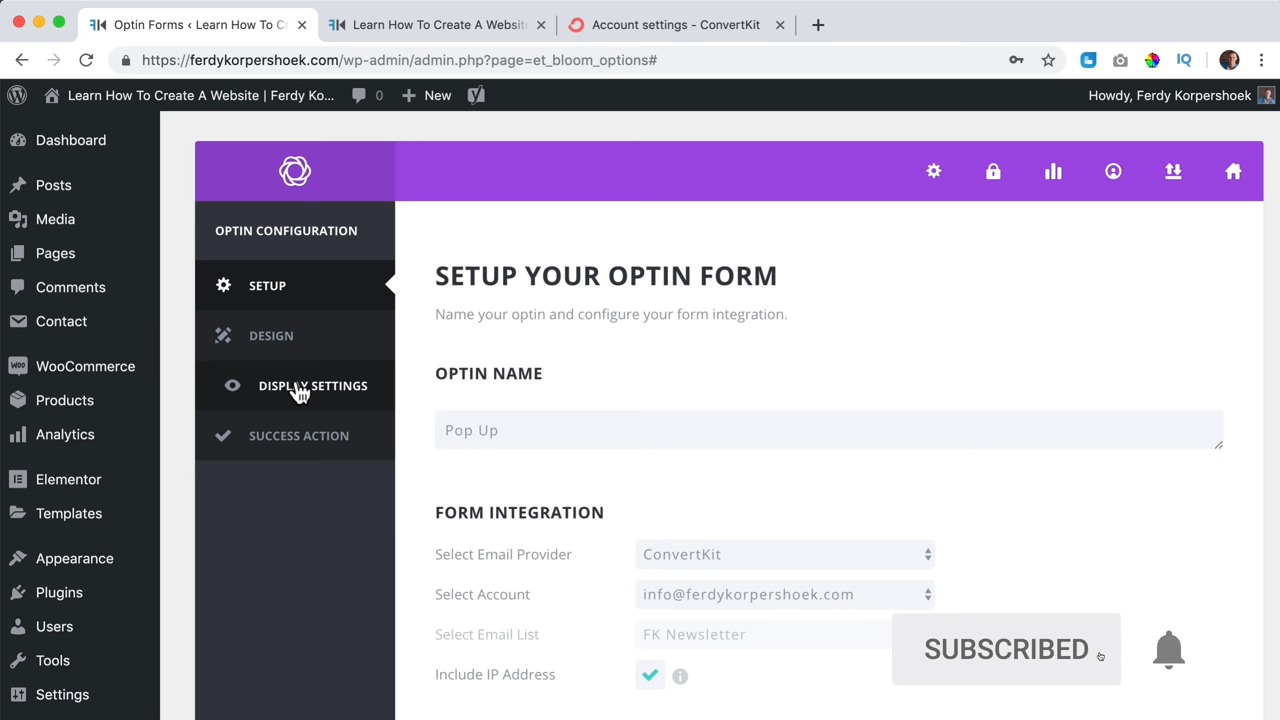 Optin Forms ‹ Learn How To Cr
Learn How To Create A Website
Account settings - ConvertKit
https://ferdykorpershoek.com/wp-admin/admin.php?page=et_bloom_options#
IQ
Learn How To Create A Website | Ferdy Ko...
0
New
Howdy, Ferdy Korpershoek
Dashboard
Posts
Media
Pages
Comments
Contact
WooCommerce
Products
Analytics
Elementor
Templates
Appearance
Plugins
Users
Tools
Settings
OPTIN CONFIGURATION
SETUP
DESIGN
DISPLAY SETTINGS
SUCCESS ACTION
SETUP YOUR OPTIN FORM
Name your optin and configure your form integration.
OPTIN NAME
Pop Up
FORM INTEGRATION
Select Email Provider
ConvertKit
Select Account
info@ferdykorpershoek.com
Select Email List
FK Newsletter
Include IP Address
SUBSCRIBED